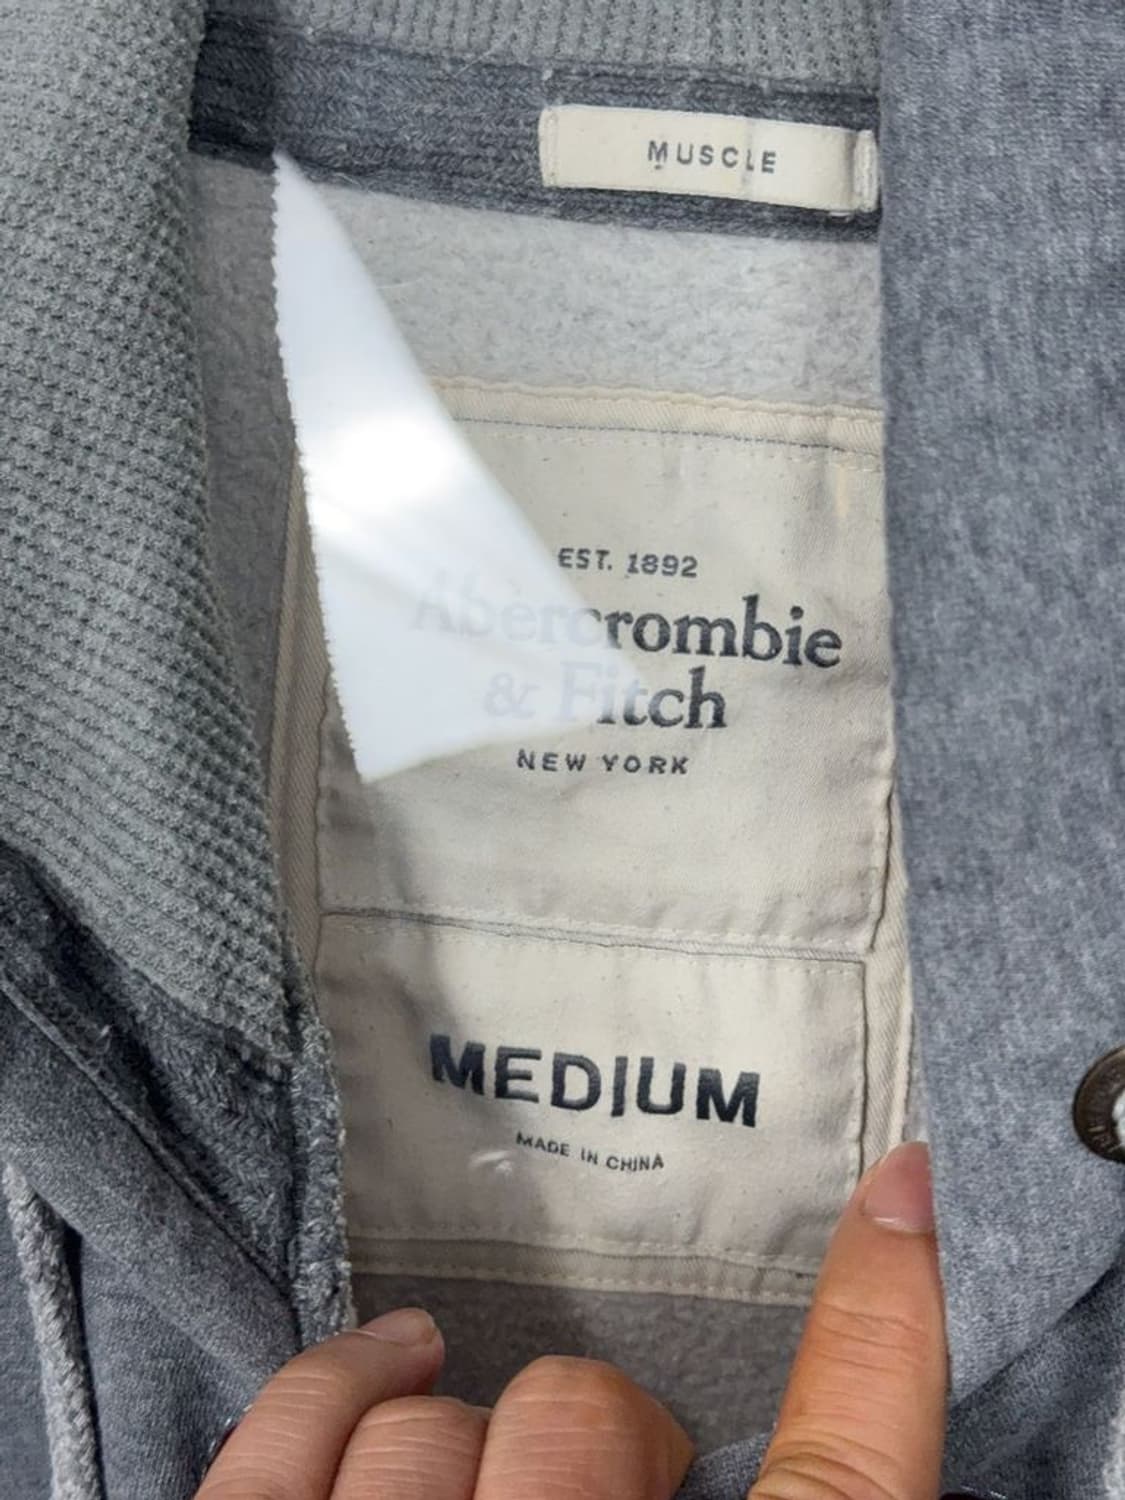 MUSCLE
EST. 1892
Abercrombie
& Fitch
NEW YORK
MEDIUM
MADE IN CHINA